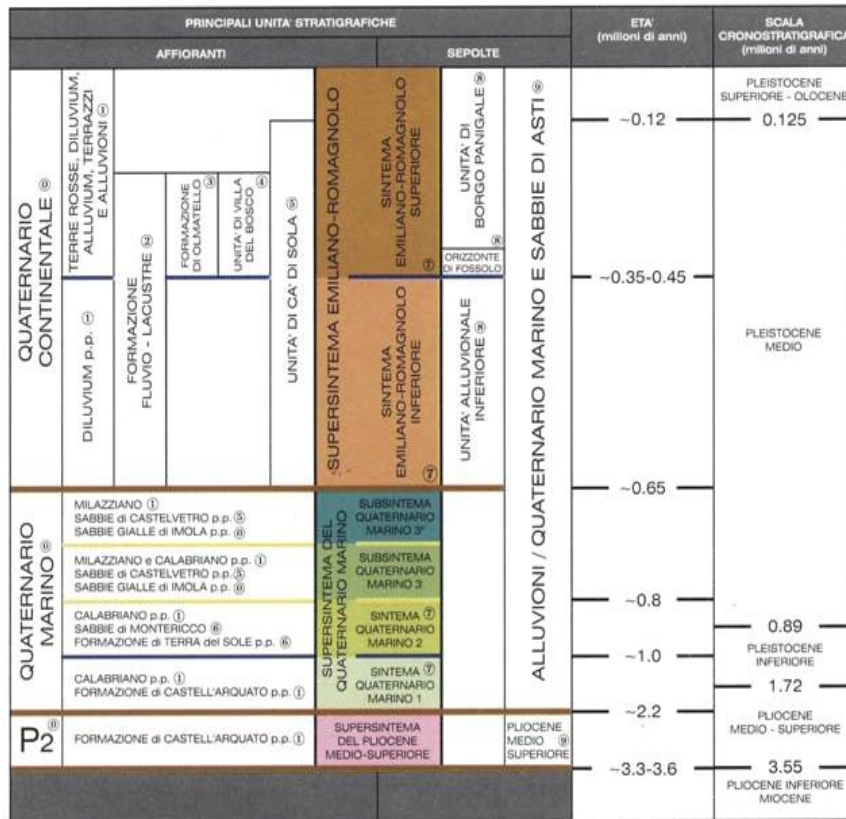 PRINCIPALI UNITA' STRATIGRAFICHE
ETA'
(milioni di anni)
SCALA
CRONOSTRATIGRAFICA
(milioni di anni)
AFFIORANTI
SEPOLTE
QUATERNARIO
CONTINENTALE
TERRE ROSSE, DILUVIUM,
ALLUVIUM, TERRAZZI
E ALLUVIONI ①
DILUVIUM p.p. ①
FORMAZIONE
FLUVIO - LACUSTRE
FORMAZIONE
DI OLMATELLO ③
UNITA' DI VILLA
DEL BOSCO ④
UNITA' DI CA' DI SOLA ⑤
SUPERSINTEMA EMILIANO-ROMAGNOLO
SINTEMA
EMILIANO-ROMAGNOLO
SUPERIORE
SINTEMA
EMILIANO-ROMAGNOLO
INFERIORE
⑦
UNITA' DI
BORGO PANIGALE ⑧
⑧
ORIZZONTE
DI FOSSOLO
UNITA' ALLUVIONALE
INFERIORE ⑧
ALLUVIONI / QUATERNARIO MARINO E SABBIE DI ASTI ⑨
QUATERNARIO
MARINO
MILAZZIANO ①
SABBIE di CASTELVETRO p.p. ⑤
SABBIE GIALLE di IMOLA p.p.
MILAZZIANO e CALABRIANO p.p. ①
SABBIE di CASTELVETRO p.p. ⑤
SABBIE GIALLE di IMOLA p.p.
CALABRIANO p.p. ①
SABBIE di MONTERICCO ⑥
FORMAZIONE di TERRA del SOLE p.p. ⑥
CALABRIANO p.p. ①
FORMAZIONE di CASTELL'ARQUATO p.p. ①
SUPERSINTEMA DEL
QUATERNARIO MARINO
SUBSINTEMA
QUATERNARIO
MARINO 3"
SUBSINTEMA
QUATERNARIO
MARINO 3
SINTEMA ⑦
QUATERNARIO
MARINO 2
SINTEMA ⑦
QUATERNARIO
MARINO 1
P2
FORMAZIONE di CASTELL'ARQUATO p.p. ①
SUPERSINTEMA
DEL PLIOCENE
MEDIO-SUPERIORE
PLIOCENE
MEDIO ⑨
SUPERIORE
~0.12
~0.35-0.45
~0.65
~0.8
~1.0
~2.2
~3.3-3.6
PLEISTOCENE
SUPERIORE - OLOCENE
0.125
PLEISTOCENE
MEDIO
0.89
PLEISTOCENE
INFERIORE
1.72
PLIOCENE
MEDIO - SUPERIORE
3.55
PLIOCENE INFERIORE
MIOCENE